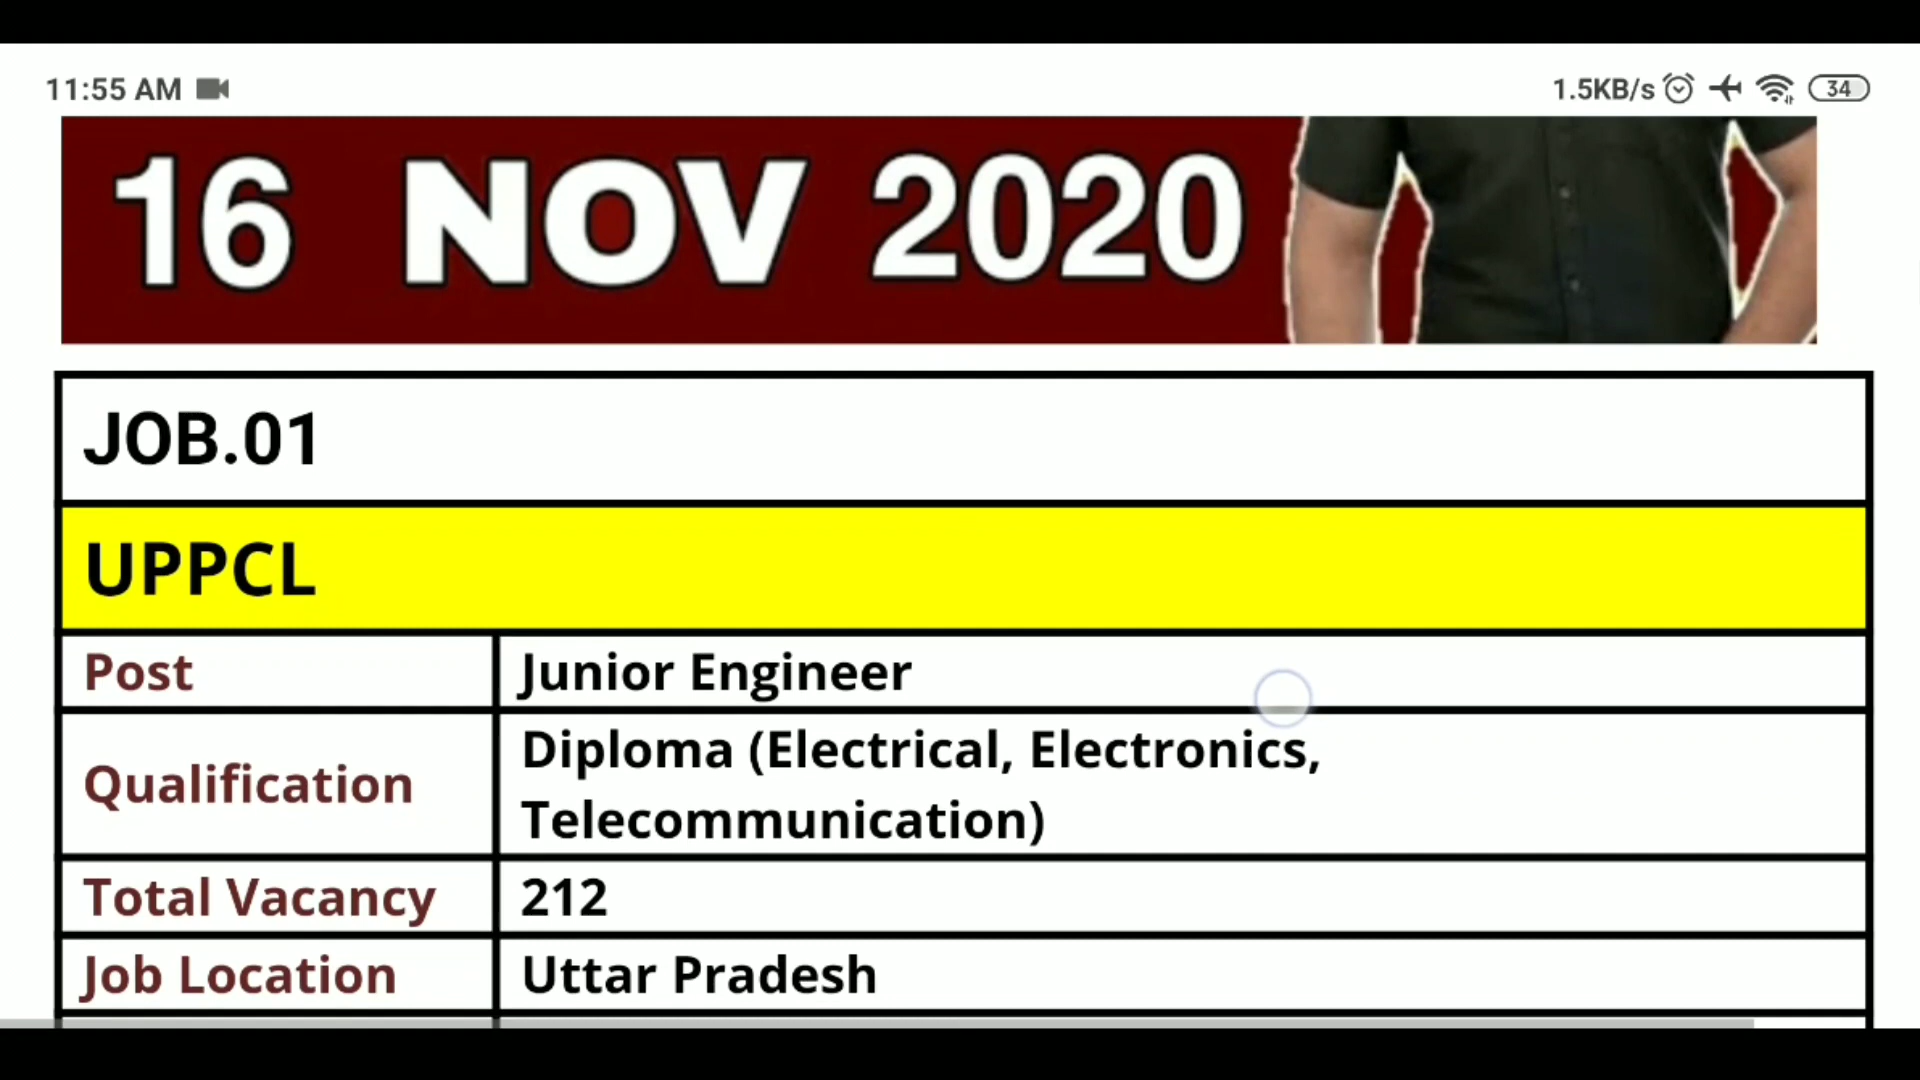 11:55 AM
1.5KB/s
34
16 NOV 2020
JOB.01
UPPCL
Post
Junior Engineer
Qualification
Diploma (Electrical, Electronics,
Telecommunication)
Total Vacancy
212
Job Location
Uttar Pradesh